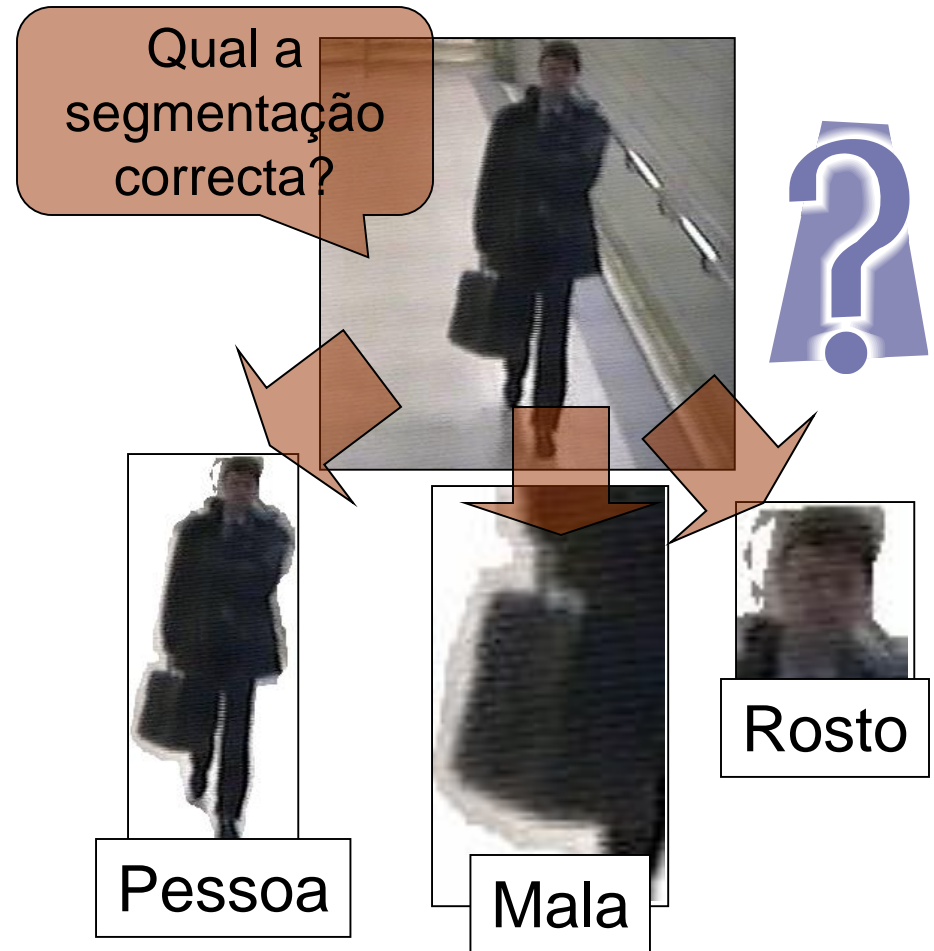 Qual a
segmentação
correcta?
Rosto
Pessoa
Mala